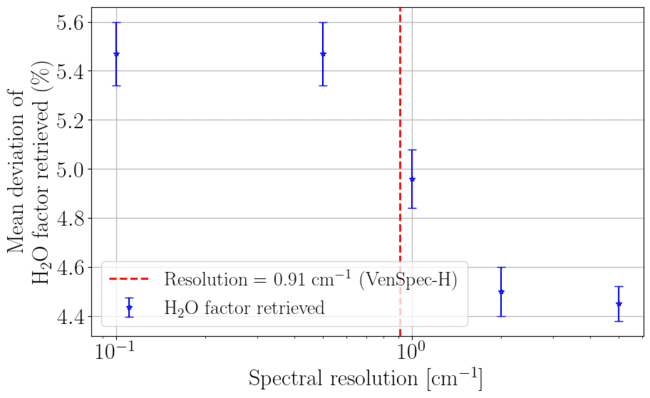 Mean deviation of
H₂O factor retrieved (%)
5.6
5.4
5.2
5.0
4.8
4.6
4.4
Resolution = 0.91 cm⁻¹ (VenSpec-H)
H₂O factor retrieved
10⁻¹ 10⁰
Spectral resolution [cm⁻¹]